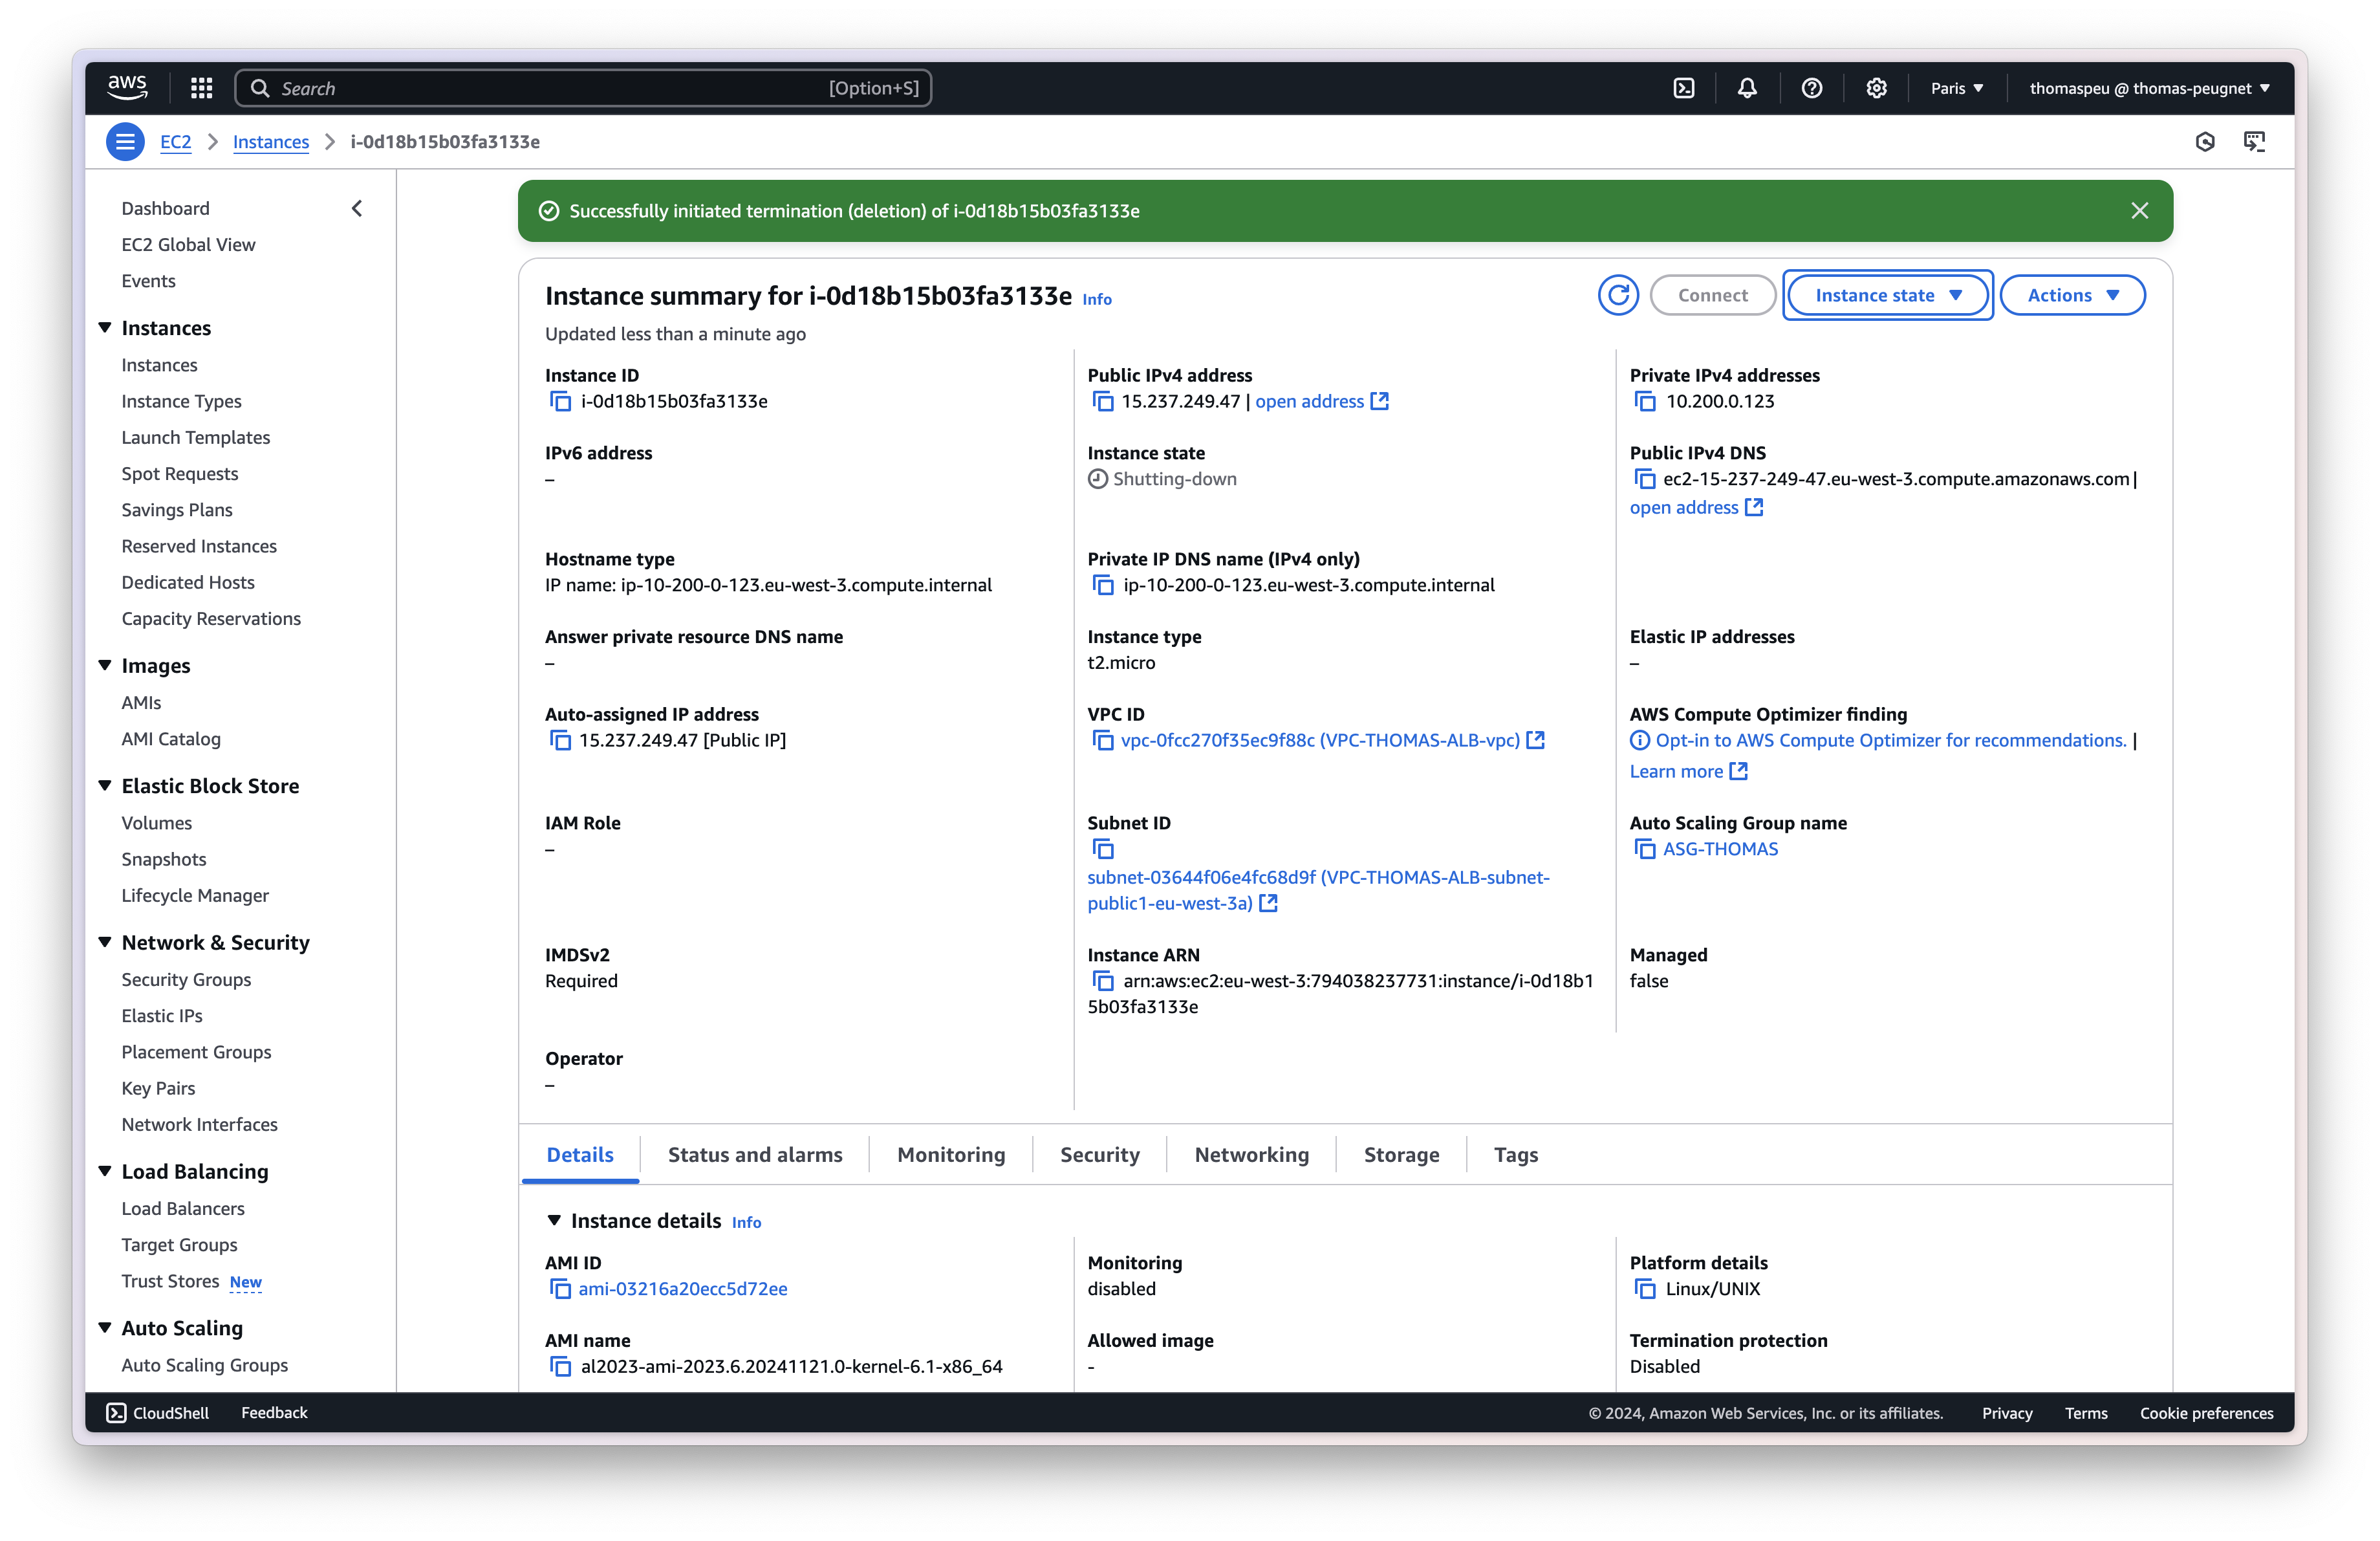 aws
Search [Option+S]
Paris ▼
thomaspeu @ thomas-peugnet ▼
EC2 > Instances > i-0d18b15b03fa3133e
Dashboard
EC2 Global View
Events
Instances
Instances
Instance Types
Launch Templates
Spot Requests
Savings Plans
Reserved Instances
Dedicated Hosts
Capacity Reservations
Images
AMIs
AMI Catalog
Elastic Block Store
Volumes
Snapshots
Lifecycle Manager
Network & Security
Security Groups
Elastic IPs
Placement Groups
Key Pairs
Network Interfaces
Load Balancing
Load Balancers
Target Groups
Trust Stores New
Auto Scaling
Auto Scaling Groups
Successfully initiated termination (deletion) of i-0d18b15b03fa3133e
Instance summary for i-0d18b15b03fa3133e Info
Updated less than a minute ago
Connect
Instance state ▼
Actions ▼
Instance ID
i-0d18b15b03fa3133e
Public IPv4 address
15.237.249.47 | open address
Private IPv4 addresses
10.200.0.123
IPv6 address
–
Instance state
Shutting-down
Public IPv4 DNS
ec2-15-237-249-47.eu-west-3.compute.amazonaws.com |
open address
Hostname type
IP name: ip-10-200-0-123.eu-west-3.compute.internal
Private IP DNS name (IPv4 only)
ip-10-200-0-123.eu-west-3.compute.internal
Answer private resource DNS name
–
Instance type
t2.micro
Elastic IP addresses
–
Auto-assigned IP address
15.237.249.47 [Public IP]
VPC ID
vpc-0fcc270f35ec9f88c (VPC-THOMAS-ALB-vpc)
AWS Compute Optimizer finding
Opt-in to AWS Compute Optimizer for recommendations. |
Learn more
IAM Role
–
Subnet ID
subnet-03644f06e4fc68d9f (VPC-THOMAS-ALB-subnet-
public1-eu-west-3a)
Auto Scaling Group name
ASG-THOMAS
IMDSv2
Required
Instance ARN
arn:aws:ec2:eu-west-3:794038237731:instance/i-0d18b1
5b03fa3133e
Managed
false
Operator
–
Details
Status and alarms
Monitoring
Security
Networking
Storage
Tags
Instance details Info
AMI ID
ami-03216a20ecc5d72ee
Monitoring
disabled
Platform details
Linux/UNIX
AMI name
al2023-ami-2023.6.20241121.0-kernel-6.1-x86_64
Allowed image
-
Termination protection
Disabled
CloudShell
Feedback
© 2024, Amazon Web Services, Inc. or its affiliates.
Privacy
Terms
Cookie preferences